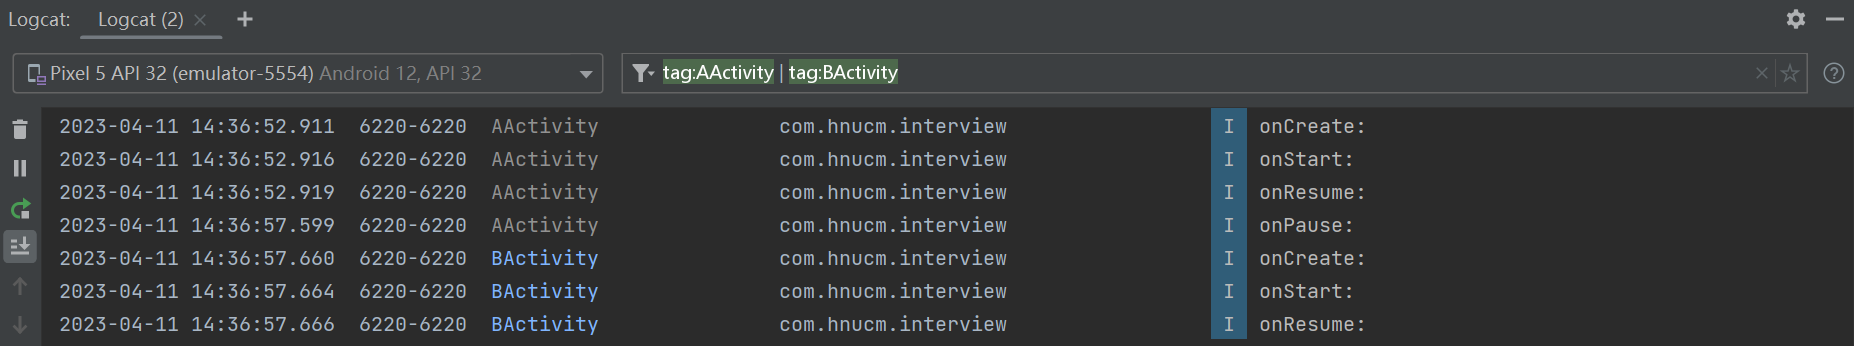 Logcat: Logcat (2)
Pixel 5 API 32 (emulator-5554) Android 12, API 32 tag:AActivity | tag:BActivity
2023-04-11 14:36:52.911 6220-6220 AActivity com.hnucm.interview I onCreate:
2023-04-11 14:36:52.916 6220-6220 AActivity com.hnucm.interview I onStart:
2023-04-11 14:36:52.919 6220-6220 AActivity com.hnucm.interview I onResume:
2023-04-11 14:36:57.599 6220-6220 AActivity com.hnucm.interview I onPause:
2023-04-11 14:36:57.660 6220-6220 BActivity com.hnucm.interview I onCreate:
2023-04-11 14:36:57.664 6220-6220 BActivity com.hnucm.interview I onStart:
2023-04-11 14:36:57.666 6220-6220 BActivity com.hnucm.interview I onResume: